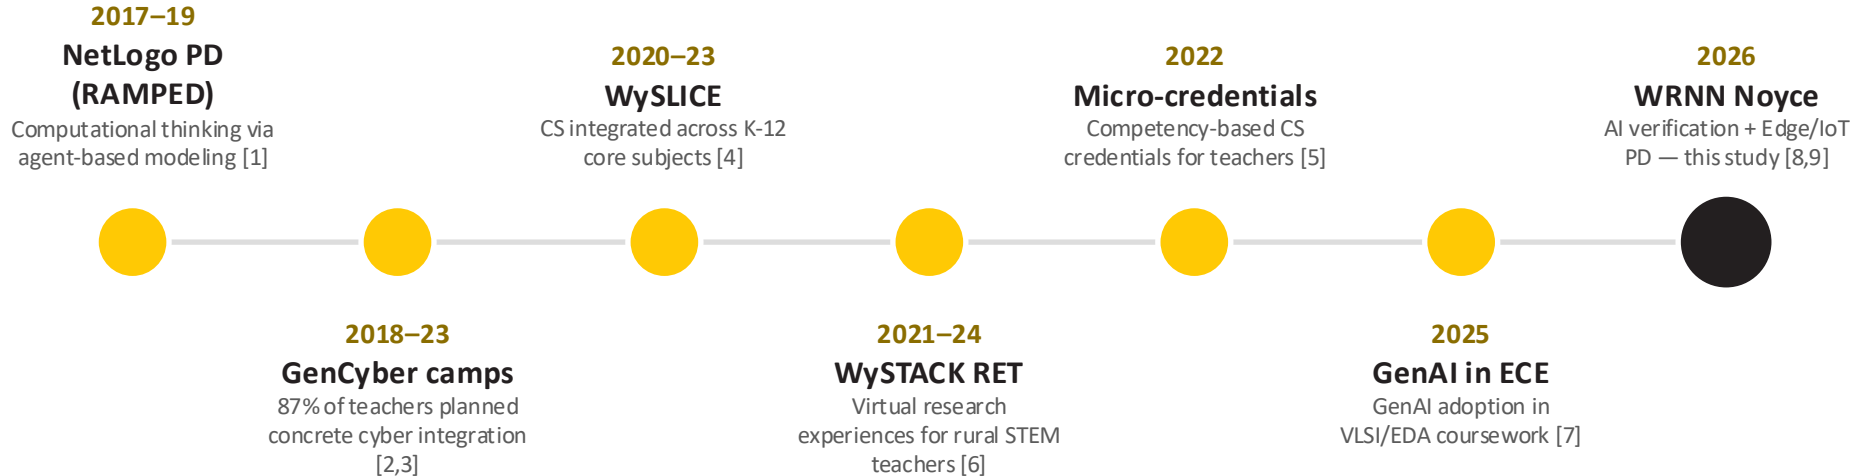 2017–19
NetLogo PD
(RAMPED)
Computational thinking via
agent-based modeling [1]
2018–23
GenCyber camps
87% of teachers planned
concrete cyber integration
[2,3]
2020–23
WySLICE
CS integrated across K-12
core subjects [4]
2021–24
WySTACK RET
Virtual research
experiences for rural STEM
teachers [6]
2022
Micro-credentials
Competency-based CS
credentials for teachers [5]
2025
GenAI in ECE
GenAI adoption in
VLSI/EDA coursework [7]
2026
WRNN Noyce
AI verification + Edge/IoT
PD — this study [8,9]